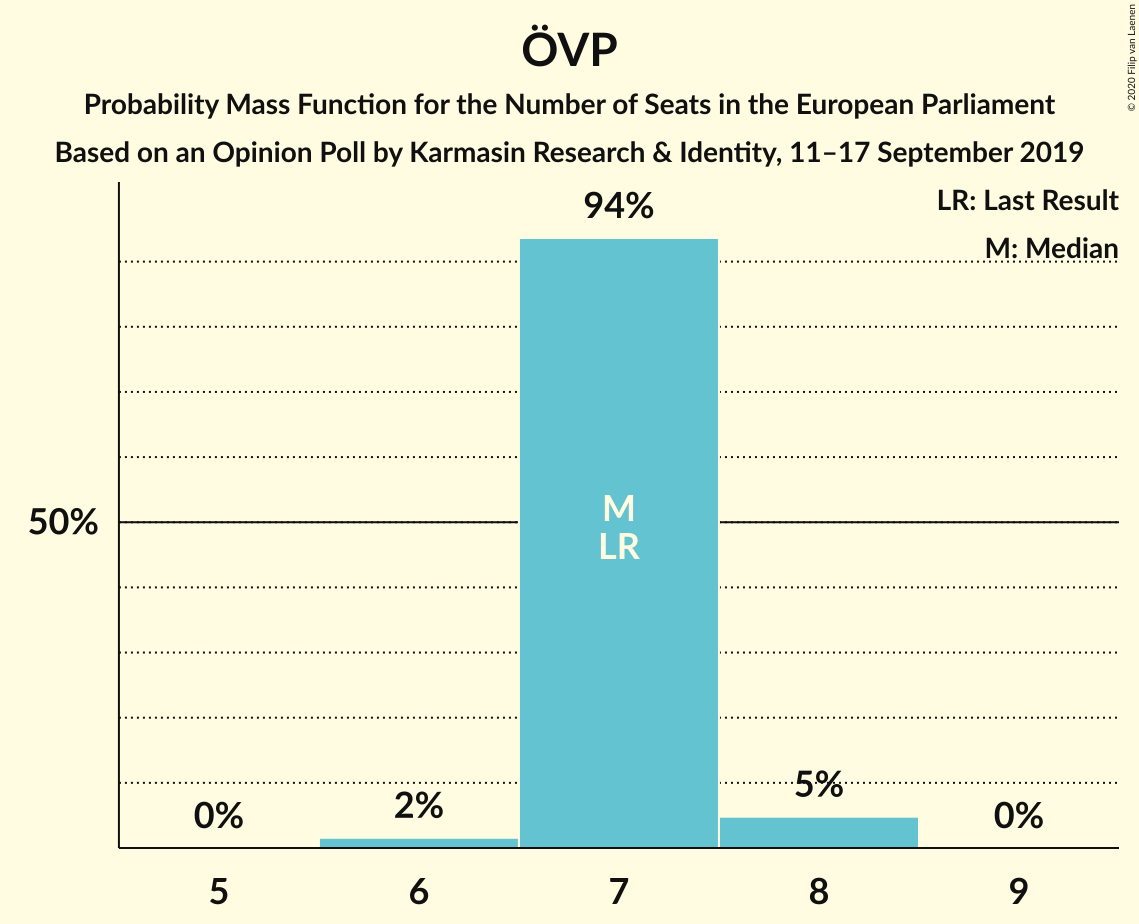 ÖVP
Probability Mass Function for the Number of Seats in the European Parliament
Based on an Opinion Poll by Karmasin Research & Identity, 11–17 September 2019
© 2020 Filip van Laenen
LR: Last Result
M: Median
94%
50%
M
LR
0%
2%
5%
0%
5
6
7
8
9